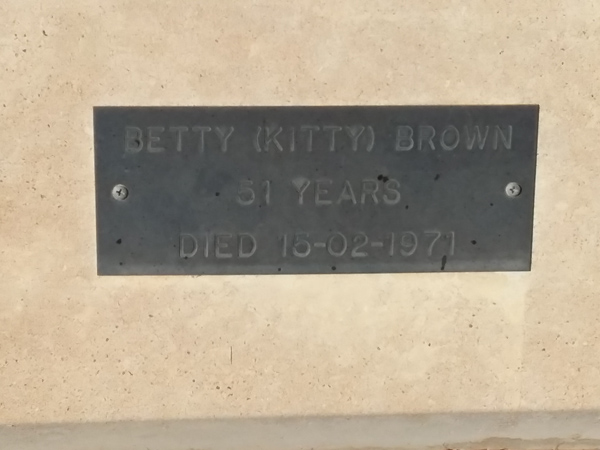 BETTY (KITTY) BROWN
51 YEARS
DIED 15-02-1971